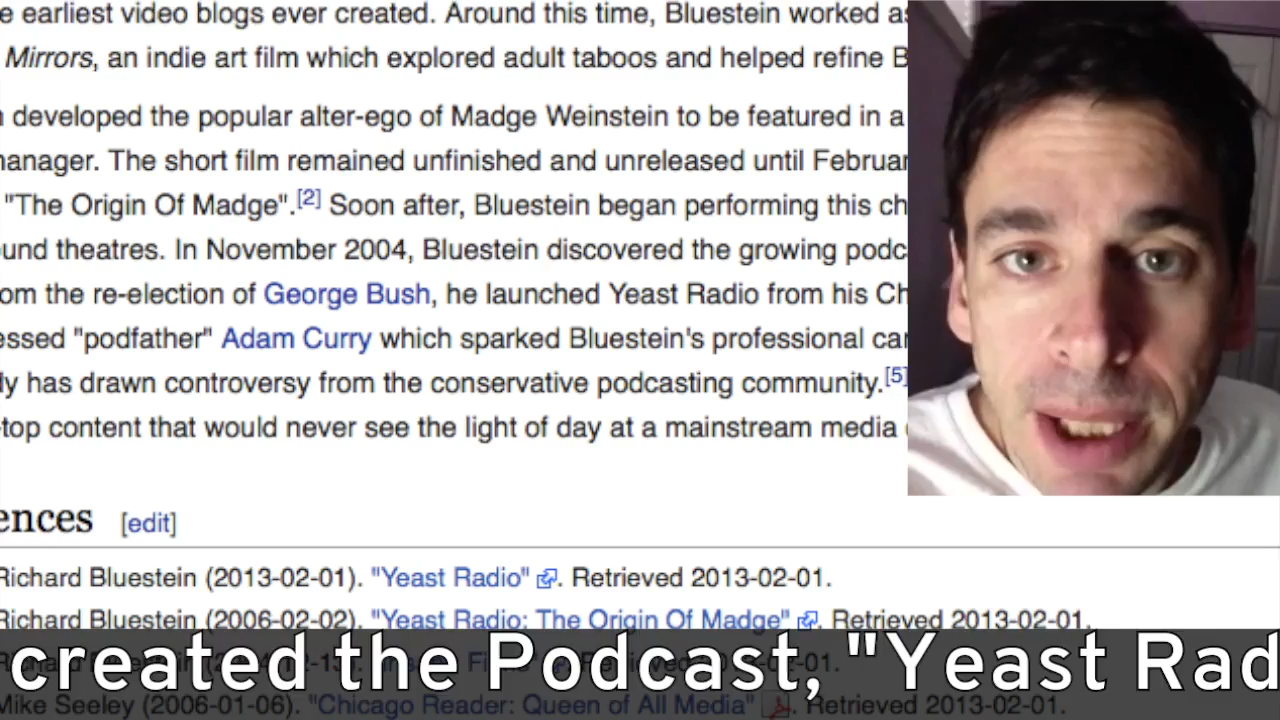 e earliest video blogs ever created. Around this time, Bluestein worked as
Mirrors, an indie art film which explored adult taboos and helped refine B
developed the popular alter-ego of Madge Weinstein to be featured in a
nanager. The short film remained unfinished and unreleased until Februar
"The Origin Of Madge".[2] Soon after, Bluestein began performing this ch
und theatres. In November 2004, Bluestein discovered the growing podc
om the re-election of George Bush, he launched Yeast Radio from his Ch
essed "podfather" Adam Curry which sparked Bluestein's professional car
ly has drawn controversy from the conservative podcasting community.[5]
-top content that would never see the light of day at a mainstream media
ences [edit]
Richard Bluestein (2013-02-01). "Yeast Radio". Retrieved 2013-02-01.
Richard Bluestein (2006-02-02). "Yeast Radio: The Origin Of Madge". Retrieved 2013-02-01.
created the Podcast, "Yeast Rad
Mike Seeley (2006-01-06). "Chicago Reader: Queen of All Media". Retrieved 2013-02-01.